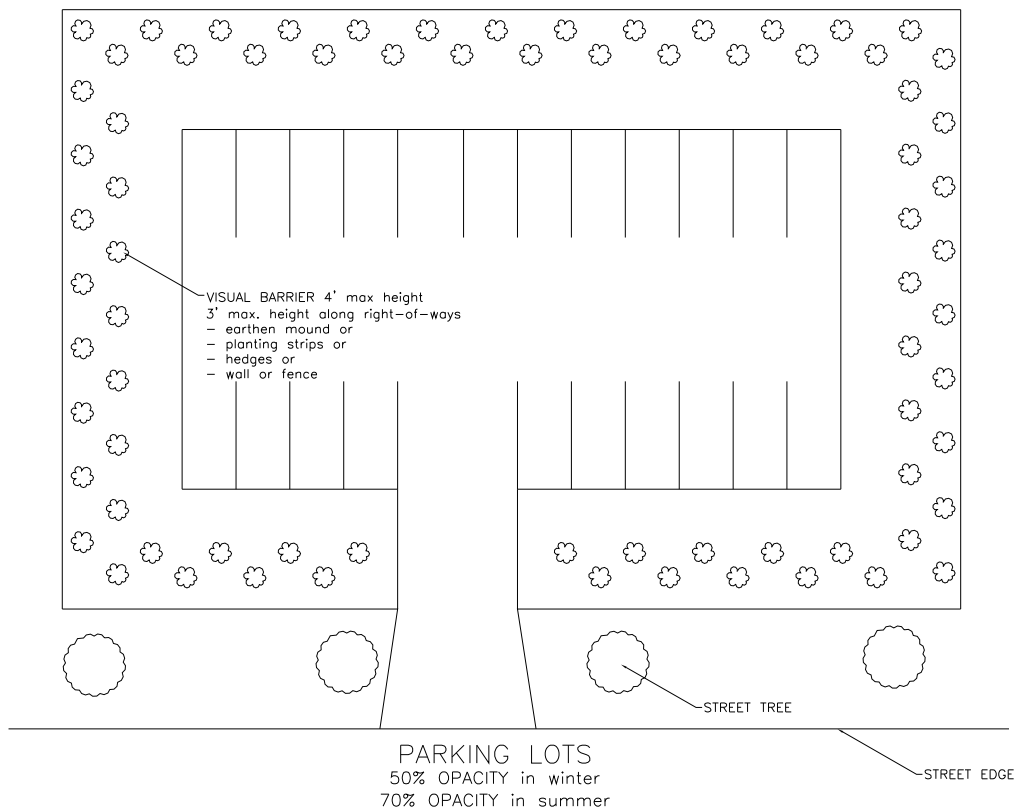 VISUAL BARRIER 4' max height
3' max. height along right-of-ways
- earthen mound or
- planting strips or
- hedges or
- wall or fence
STREET TREE
PARKING LOTS
50% OPACITY in winter
STREET EDGE
70% OPACITY in summer